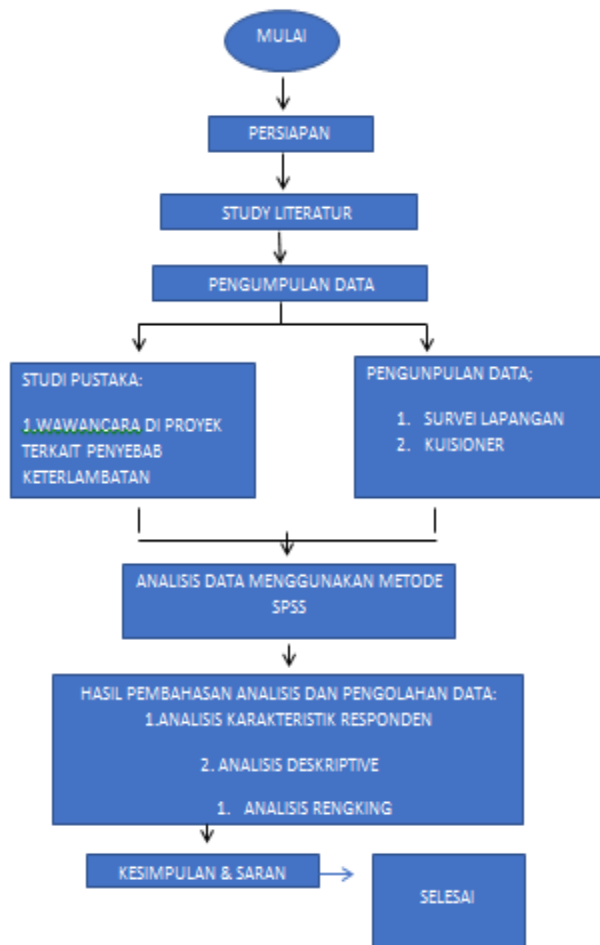 MULAI
PERSIAPAN
STUDY LITERATUR
PENGUMPULAN DATA
STUDI PUSTAKA:
1.WAWANCARA DI PROYEK
TERKAIT PENYEBAB
KETERLAMBATAN
PENGUNPULAN DATA;
1. SURVEI LAPANGAN
2. KUISIONER
ANALISIS DATA MENGGUNAKAN METODE
SPSS
HASIL PEMBAHASAN ANALISIS DAN PENGOLAHAN DATA:
1.ANALISIS KARAKTERISTIK RESPONDEN
2. ANALISIS DESKRIPTIVE
1. ANALISIS RENGKING
KESIMPULAN & SARAN
SELESAI